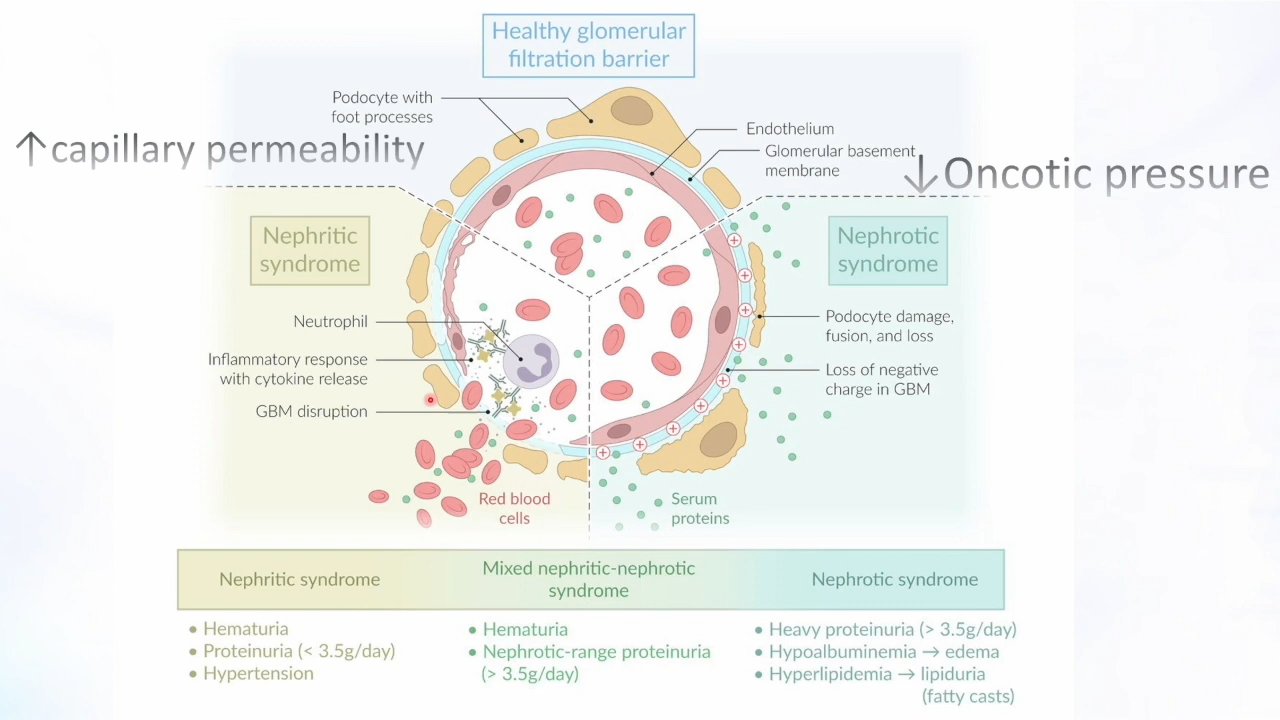 Healthy glomerular
filtration barrier
Podocyte with
foot processes
↑capillary permeability
Endothelium
Glomerular basement
membrane
↓Oncotic pressure
Nephritic
syndrome
Nephrotic
syndrome
Neutrophil
Inflammatory response
with cytokine release
GBM disruption
Podocyte damage,
fusion, and loss
Loss of negative
charge in GBM
Red blood
cells
Serum
proteins
Nephritic syndrome
Mixed nephritic-nephrotic
syndrome
Nephrotic syndrome
• Hematuria
• Proteinuria (< 3.5g/day)
• Hypertension
• Hematuria
• Nephrotic-range proteinuria
(> 3.5g/day)
• Heavy proteinuria (> 3.5g/day)
• Hypoalbuminemia → edema
• Hyperlipidemia → lipiduria
(fatty casts)